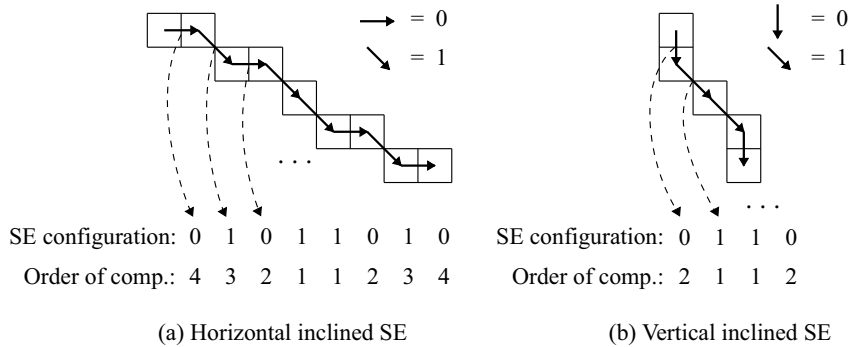 = 0
= 1
= 0
= 1
. . .
. . .
SE configuration: 0 1 0 1 1 0 1 0
Order of comp.: 4 3 2 1 1 2 3 4
SE configuration: 0 1 1 0
Order of comp.: 2 1 1 2
(a) Horizontal inclined SE
(b) Vertical inclined SE